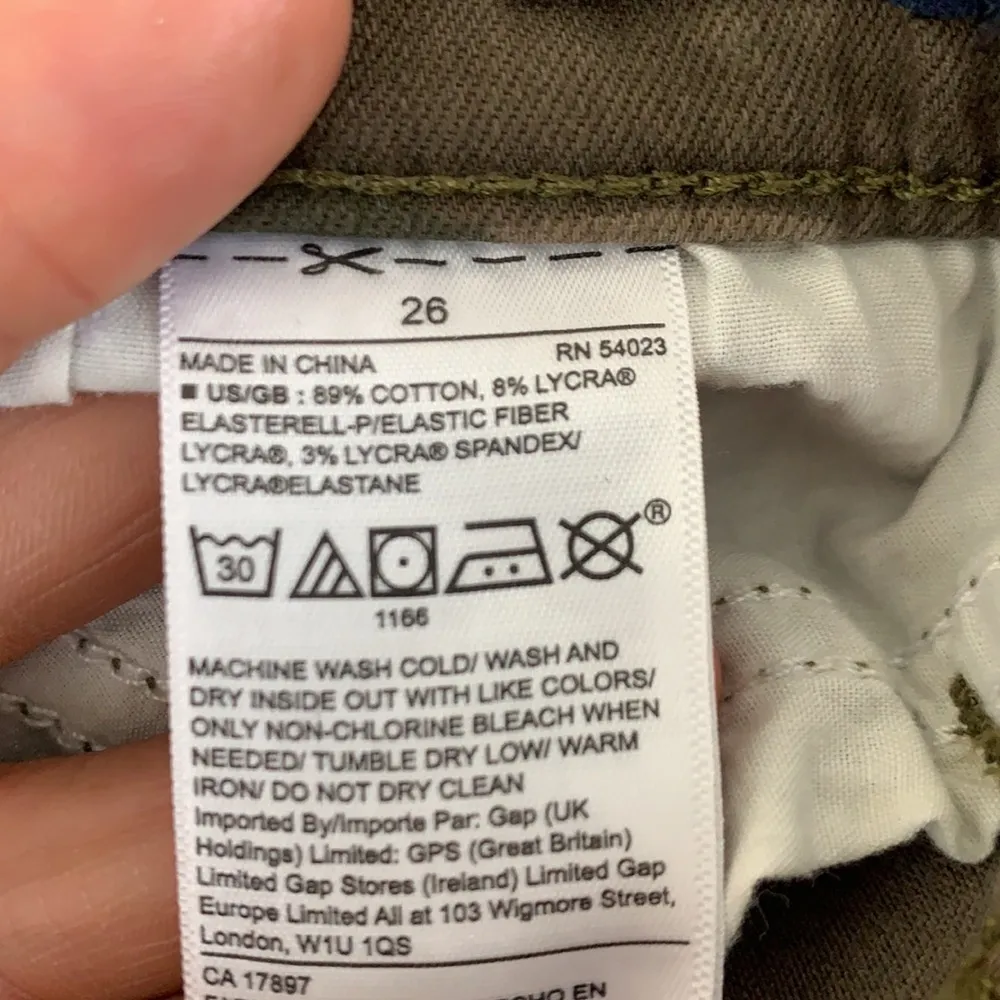 26
MADE IN CHINA RN 54023
■ US/GB : 89% COTTON, 8% LYCRA®
ELASTERELL-P/ELASTIC FIBER
LYCRA®, 3% LYCRA® SPANDEX/
LYCRA®ELASTANE
30 ®
1166
MACHINE WASH COLD/ WASH AND
DRY INSIDE OUT WITH LIKE COLORS/
ONLY NON-CHLORINE BLEACH WHEN
NEEDED/ TUMBLE DRY LOW/ WARM
IRON/ DO NOT DRY CLEAN
Imported By/Importe Par: Gap (UK
Holdings) Limited: GPS (Great Britain)
Limited Gap Stores (Ireland) Limited Gap
Europe Limited All at 103 Wigmore Street,
London, W1U 1QS
CA 17897
EN